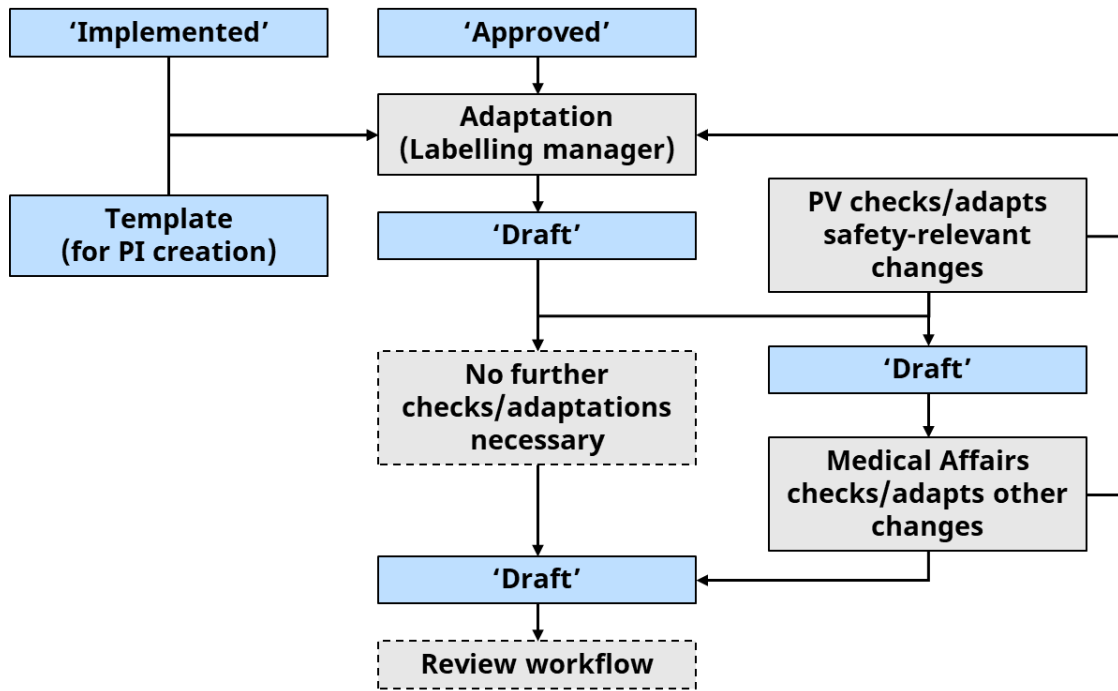 ‘Implemented’
‘Approved’
Adaptation
(Labelling manager)
Template
(for PI creation)
‘Draft’
PV checks/adapts
safety-relevant
changes
No further
checks/adaptations
necessary
‘Draft’
Medical Affairs
checks/adapts other
changes
‘Draft’
Review workflow